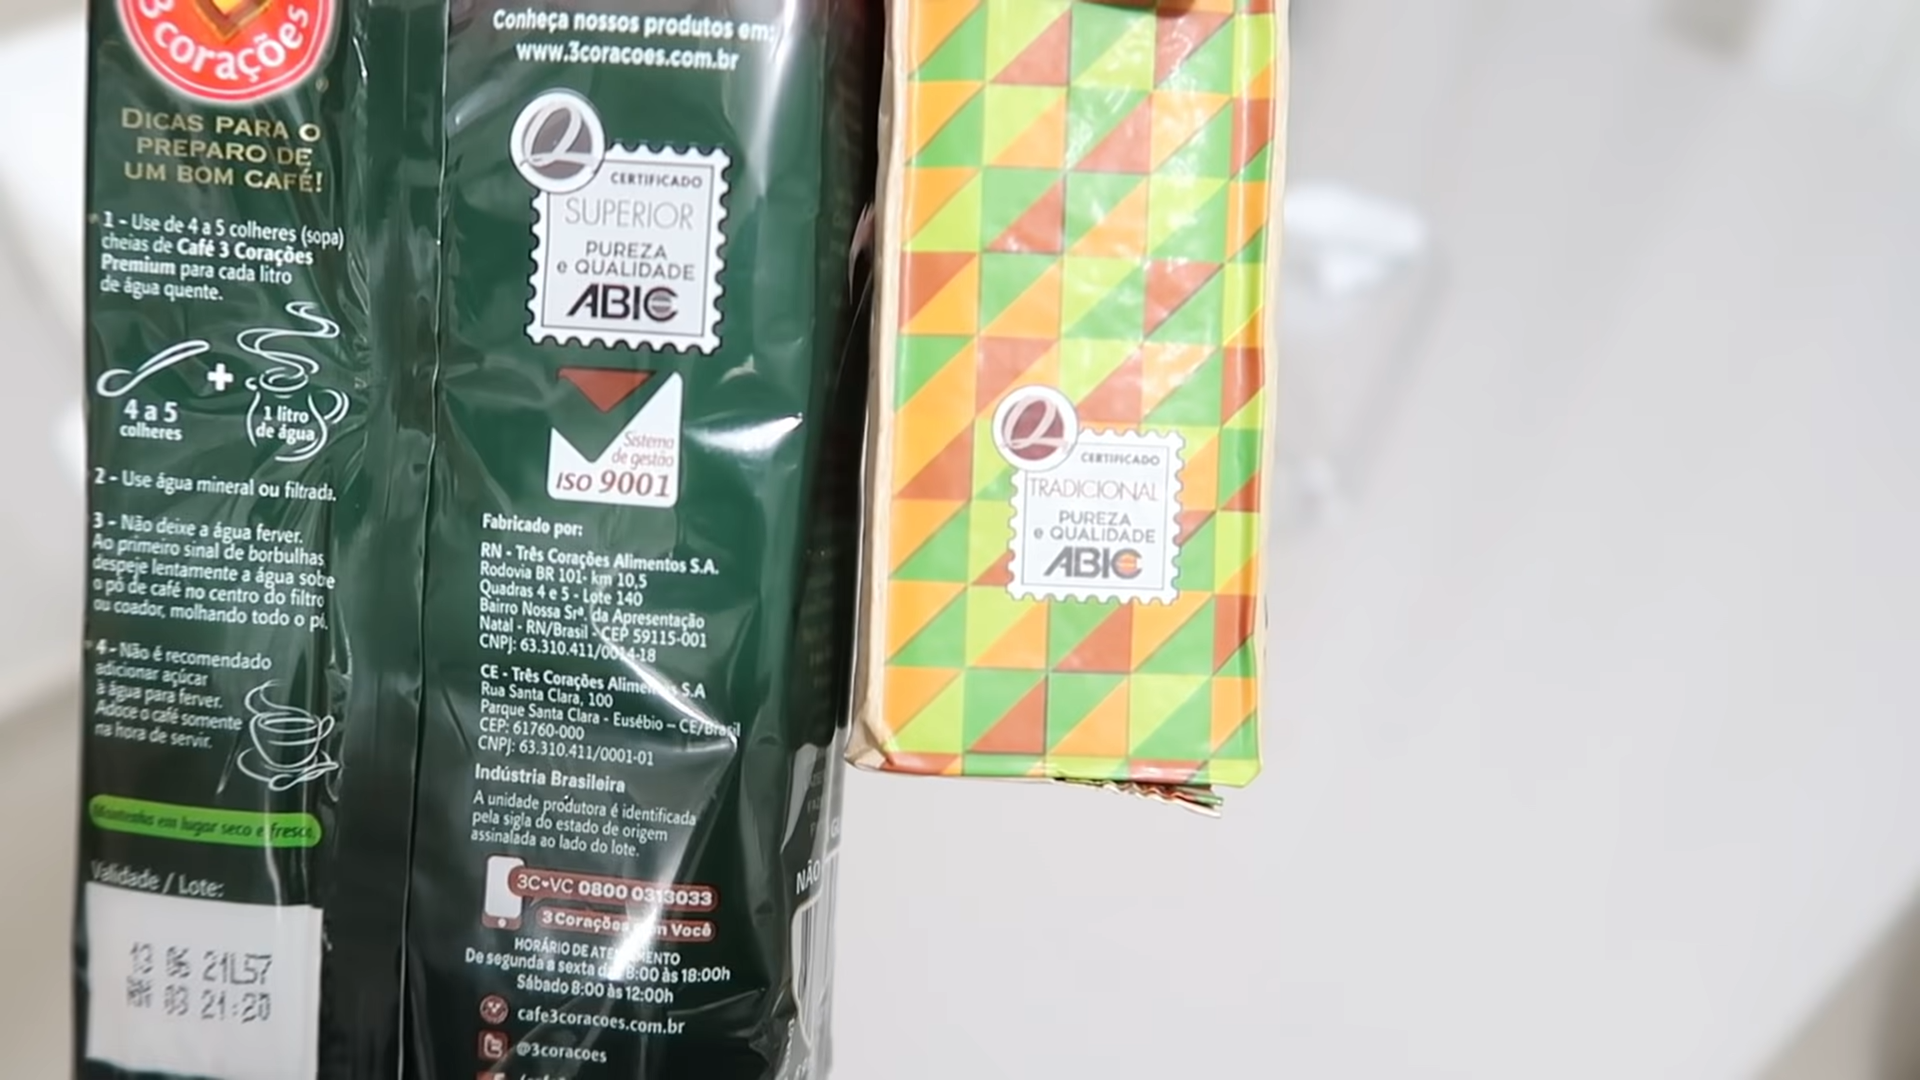 3 corações
DICAS PARA O
PREPARO DE
UM BOM CAFÉ!
1 - Use de 4 a 5 colheres (sopa)
cheias de Café 3 Corações
Premium para cada litro
de água quente.
+
4 a 5
colheres
1 litro
de água
2 - Use água mineral ou filtrada.
3 - Não deixe a água ferver.
Ao primeiro sinal de borbulhas
despeje lentamente a água sobe
o pó de café no centro do filtro
ou coador, molhando todo o pó.
4 - Não é recomendado
adicionar açúcar
à água para ferver.
Adoce o café somente
na hora de servir.
Mantenha em lugar seco e fresco
Validade / Lote:
13 06 21L57
03 21:20
Conheça nossos produtos em:
www.3coracoes.com.br
Q
CERTIFICADO
SUPERIOR
PUREZA
e QUALIDADE
ABIC
Sistema
de gestão
ISO 9001
Fabricado por:
RN - Três Corações Alimentos S.A.
Rodovia BR 101- km 10,5
Quadras 4 e 5 - Lote 140
Bairro Nossa Srª. da Apresentação
Natal - RN/Brasil - CEP 59115-001
CNPJ: 63.310.411/0014-18
CE - Três Corações Alimentos S.A
Rua Santa Clara, 100
Parque Santa Clara - Eusébio – CE/Brasil
CEP: 61760-000
CNPJ: 63.310.411/0001-01
Indústria Brasileira
A unidade produtora é identificada
pela sigla do estado de origem
assinalada ao lado do lote.
3C♥VC 0800 0313033
3 Corações com Você
HORÁRIO DE ATENDIMENTO
De segunda a sexta das 8:00 às 18:00h
Sábado 8:00 às 12:00h
cafe3coracoes.com.br
@3coracoes
NÃO
Q
CERTIFICADO
TRADICIONAL
PUREZA
e QUALIDADE
ABIC